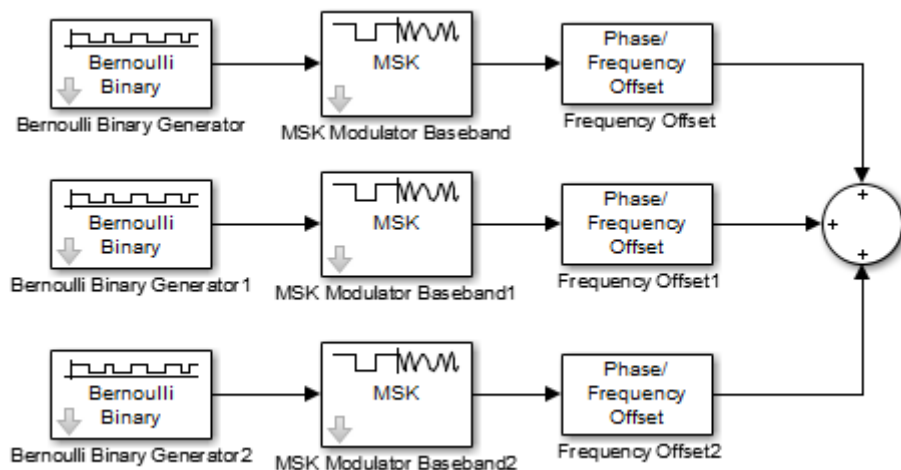 Bernoulli
Binary
Bernoulli Binary Generator
MSK
MSK Modulator Baseband
Phase/
Frequency
Offset
Frequency Offset
Bernoulli
Binary
Bernoulli Binary Generator1
MSK
MSK Modulator Baseband1
Phase/
Frequency
Offset
Frequency Offset1
+
+
+
Bernoulli
Binary
Bernoulli Binary Generator2
MSK
MSK Modulator Baseband2
Phase/
Frequency
Offset
Frequency Offset2